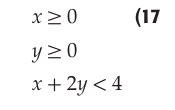 x ≥ 0 (17
y ≥ 0
x + 2y < 4